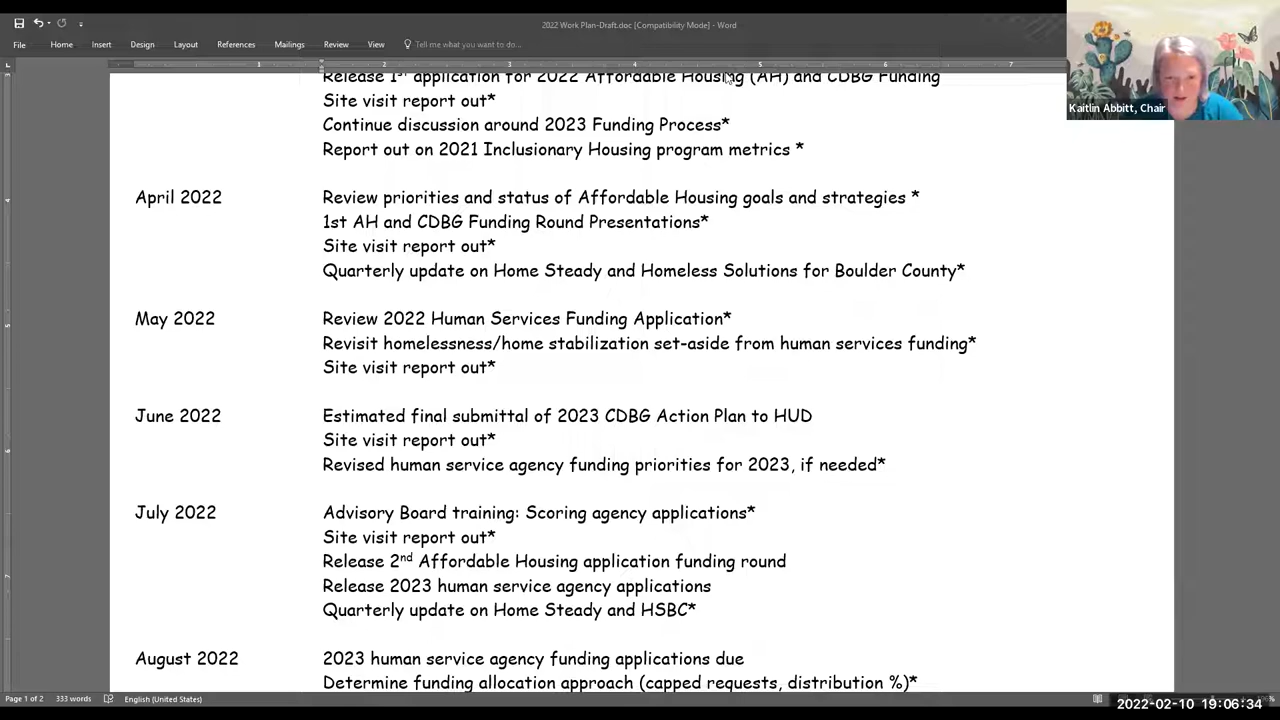 2022 Work Plan-Draft.doc [Compatibility Mode] - Word
File Home Insert Design Layout References Mailings Review View Tell me what you want to do...
Kaitlin Abbitt, Chair
Release 1st application for 2022 Affordable Housing (AH) and CDBG Funding
Site visit report out*
Continue discussion around 2023 Funding Process*
Report out on 2021 Inclusionary Housing program metrics *
April 2022 Review priorities and status of Affordable Housing goals and strategies *
1st AH and CDBG Funding Round Presentations*
Site visit report out*
Quarterly update on Home Steady and Homeless Solutions for Boulder County*
May 2022 Review 2022 Human Services Funding Application*
Revisit homelessness/home stabilization set-aside from human services funding*
Site visit report out*
June 2022 Estimated final submittal of 2023 CDBG Action Plan to HUD
Site visit report out*
Revised human service agency funding priorities for 2023, if needed*
July 2022 Advisory Board training: Scoring agency applications*
Site visit report out*
Release 2nd Affordable Housing application funding round
Release 2023 human service agency applications
Quarterly update on Home Steady and HSBC*
August 2022 2023 human service agency funding applications due
Determine funding allocation approach (capped requests, distribution %)*
Page 1 of 2 333 words English (United States)
2022-02-10 19:06:34